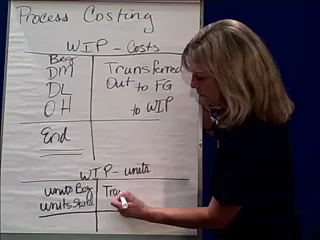 Process Costing
WIP - Costs
Beg
DM
DL
OH
End
Transferred
Out to FG
to WIP
WIP - units
units Beg
units Started
Tra